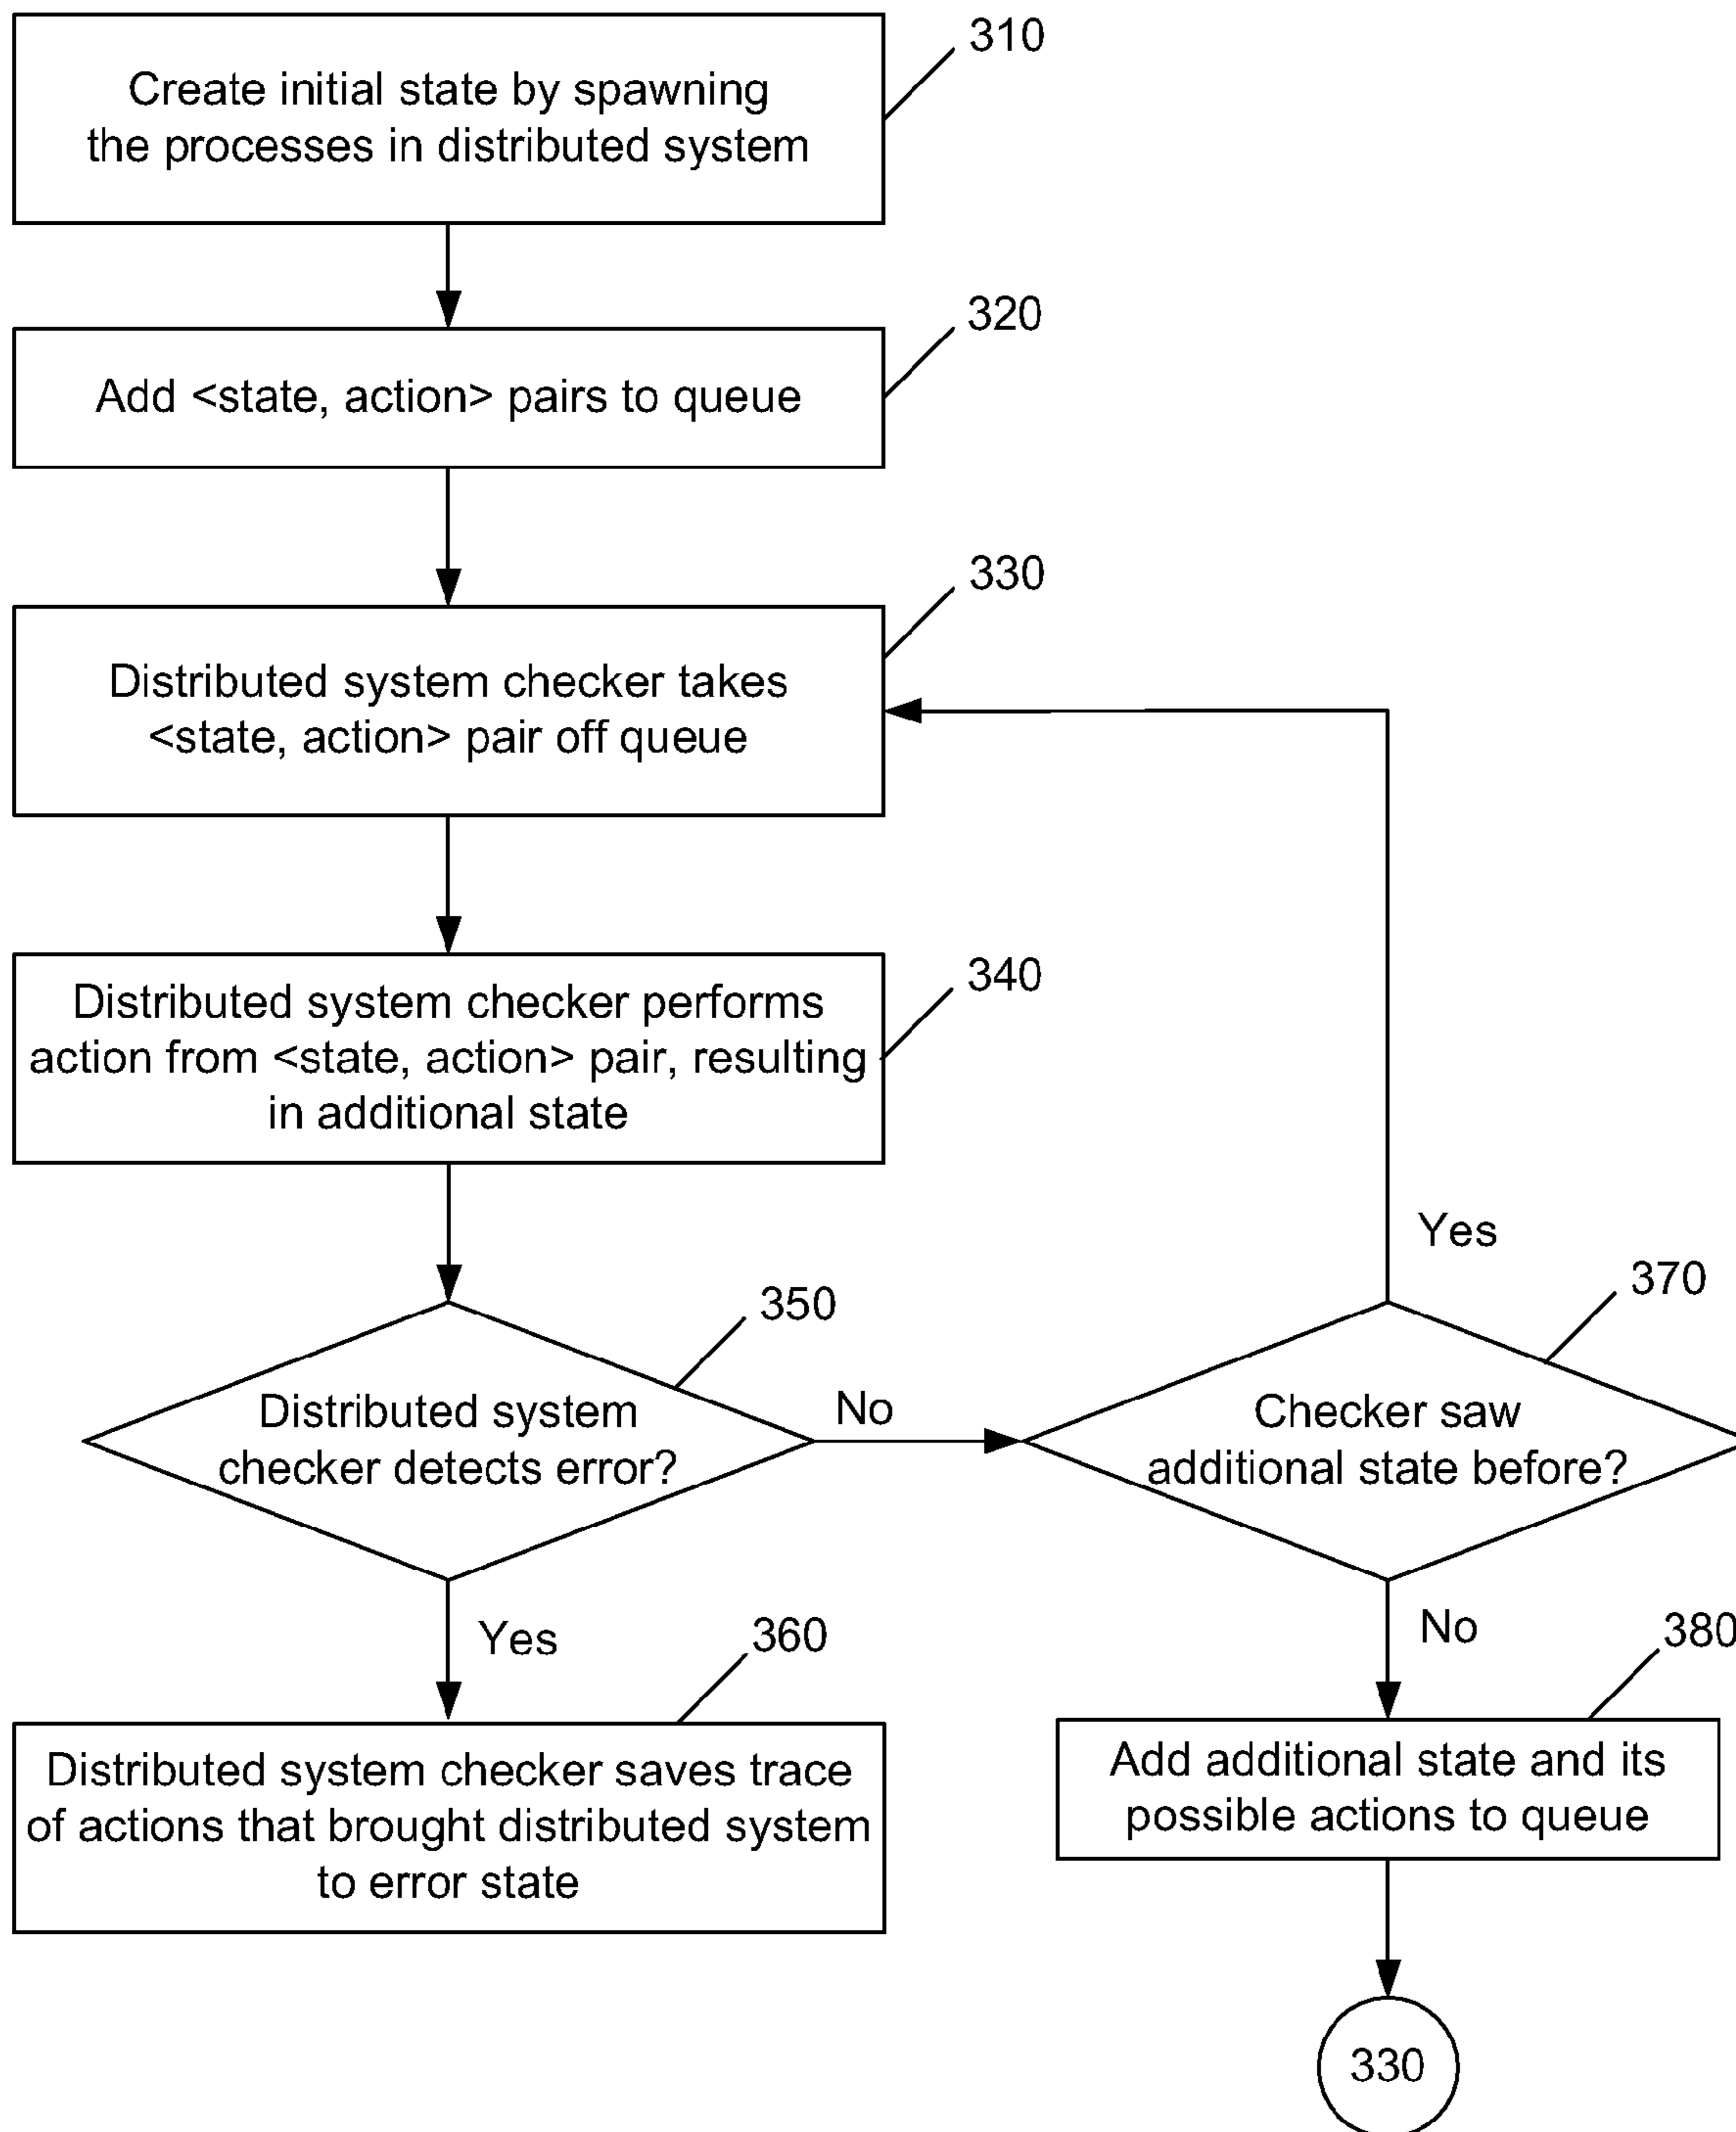 310
Create initial state by spawning
the processes in distributed system
320
Add <state, action> pairs to queue
330
Distributed system checker takes
<state, action> pair off queue
340
Distributed system checker performs
action from <state, action> pair, resulting
in additional state
Yes
370
350
Distributed system
checker detects error?
No
Checker saw
additional state before?
Yes
360
No
380
Distributed system checker saves trace
of actions that brought distributed system
to error state
Add additional state and its
possible actions to queue
330